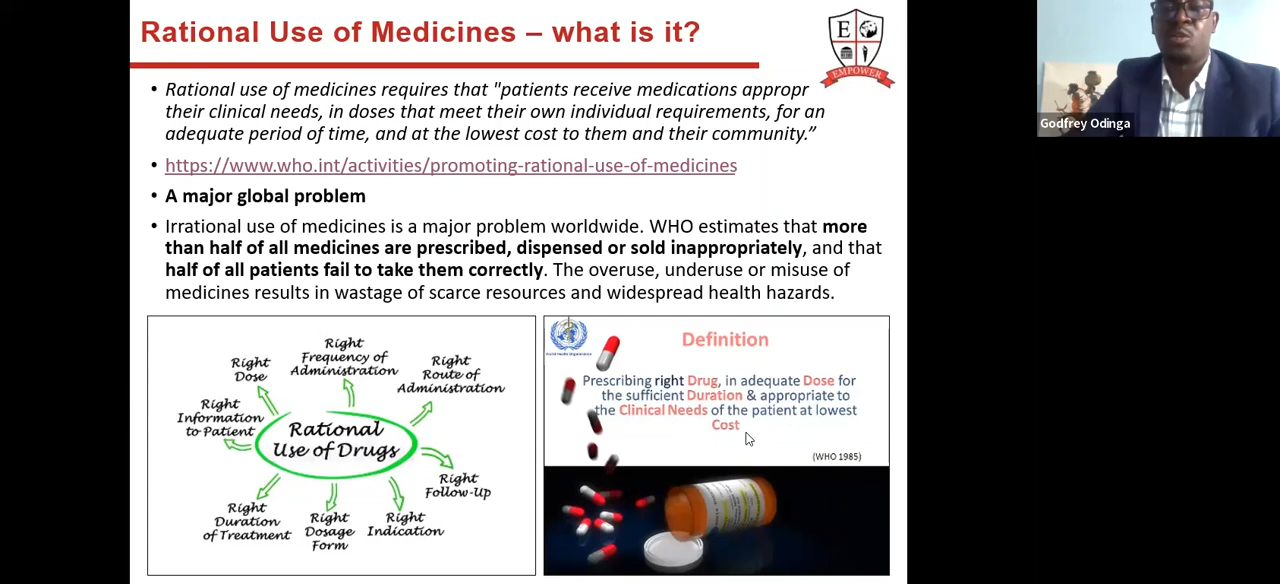 Rational Use of Medicines – what is it?
E
EMPOWER
• Rational use of medicines requires that "patients receive medications appropr
their clinical needs, in doses that meet their own individual requirements, for an
adequate period of time, and at the lowest cost to them and their community.”
• https://www.who.int/activities/promoting-rational-use-of-medicines
• A major global problem
• Irrational use of medicines is a major problem worldwide. WHO estimates that more
than half of all medicines are prescribed, dispensed or sold inappropriately, and that
half of all patients fail to take them correctly. The overuse, underuse or misuse of
medicines results in wastage of scarce resources and widespread health hazards.
Right
Dose
Right
Frequency of
Administration
Right
Route of
Administration
Right
Information
to Patient
Rational
Use of Drugs
Right
Follow-Up
Right
Duration
of Treatment
Right
Dosage
Form
Right
Indication
Definition
Prescribing right Drug, in adequate Dose for
the sufficient Duration & appropriate to
the Clinical Needs of the patient at lowest
Cost
(WHO 1985)
Godfrey Odinga